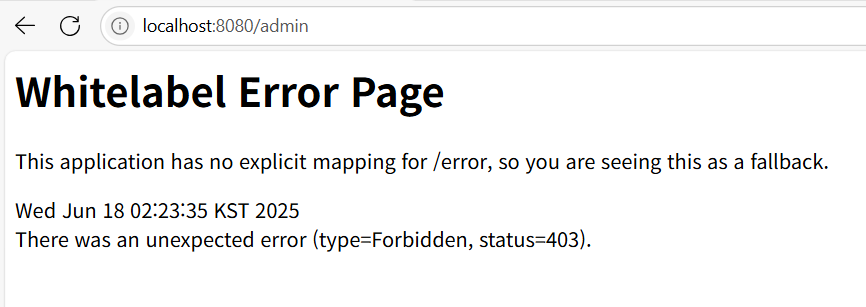 localhost:8080/admin
Whitelabel Error Page
This application has no explicit mapping for /error, so you are seeing this as a fallback.
Wed Jun 18 02:23:35 KST 2025
There was an unexpected error (type=Forbidden, status=403).